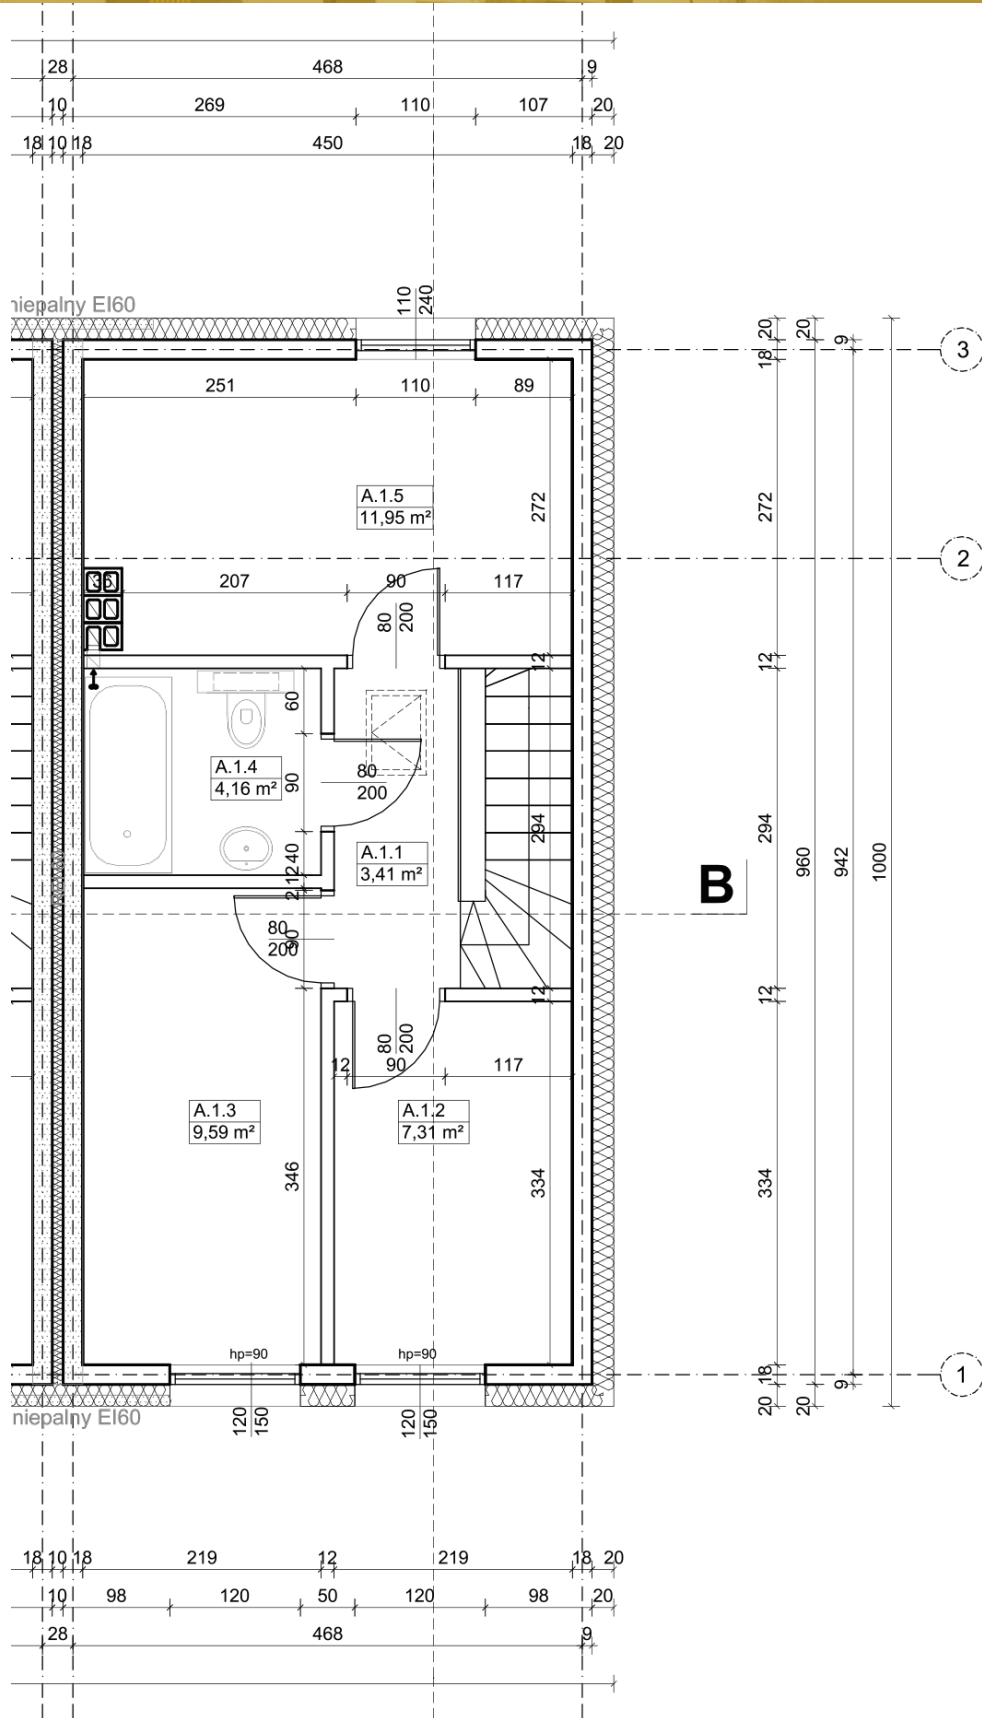 28 468 9
10 269 110 107 20
18 10 18 450 18 20
niepalny EI60
110
240
20 20 9
18
3
251 110 89
A.1.5
11,95 m²
272 272
2
36 207 90 117
80
200
12 12
60
A.1.4
4,16 m²
90
80
200
A.1.1
3,41 m²
294 294
960 942 1000
40
12
2
B
80
200
90
12 12
80
200
12 90 117
A.1.3
9,59 m²
A.1.2
7,31 m²
346 334 334
hp=90 hp=90
18
9
1
20 20
niepalny EI60
120
150
120
150
18 10 18 219 12 219 18 20
10 98 120 50 120 98 20
28 468 9